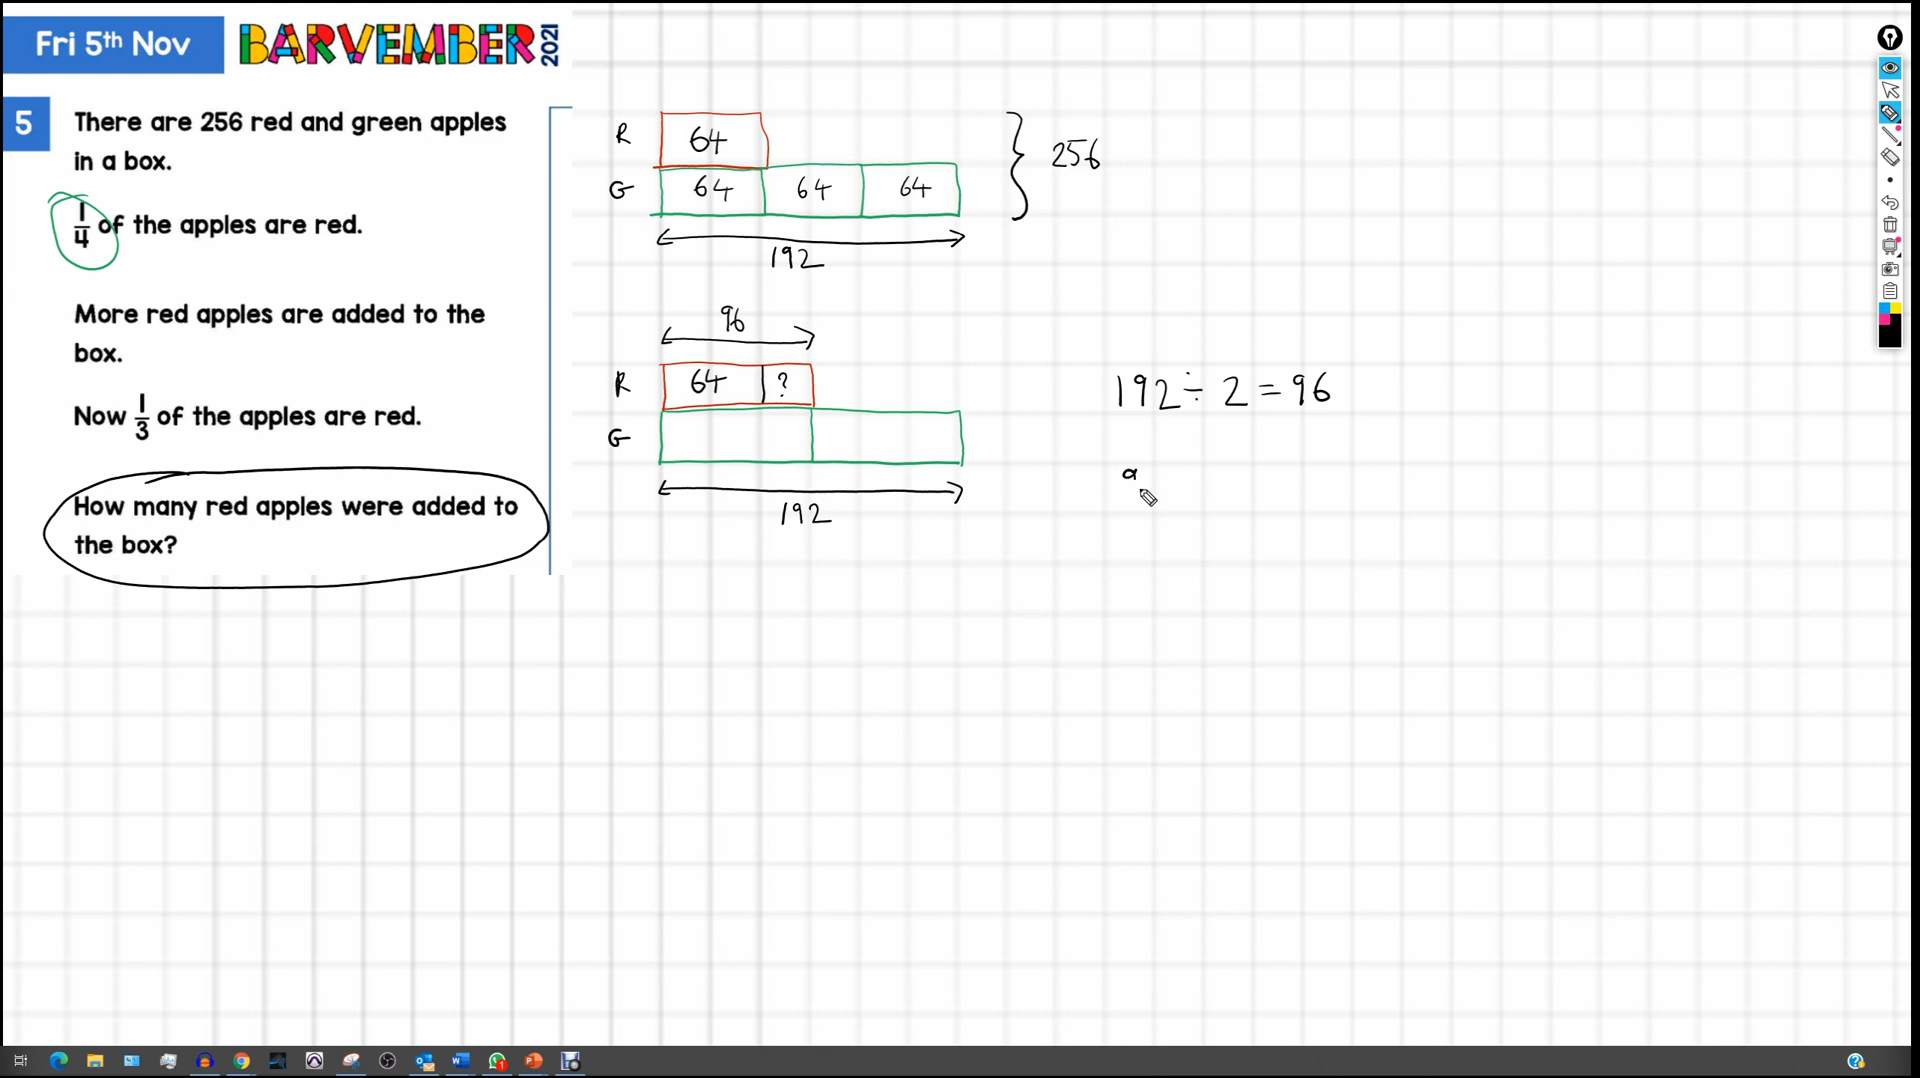 Fri 5th Nov
BARVEMBER 2021
5
There are 256 red and green apples
in a box.
1/4 of the apples are red.
More red apples are added to the
box.
Now 1/3 of the apples are red.
How many red apples were added to
the box?
R 64
G 64 64 64
256
192
96
R 64 ?
G
192
192 ÷ 2 = 96